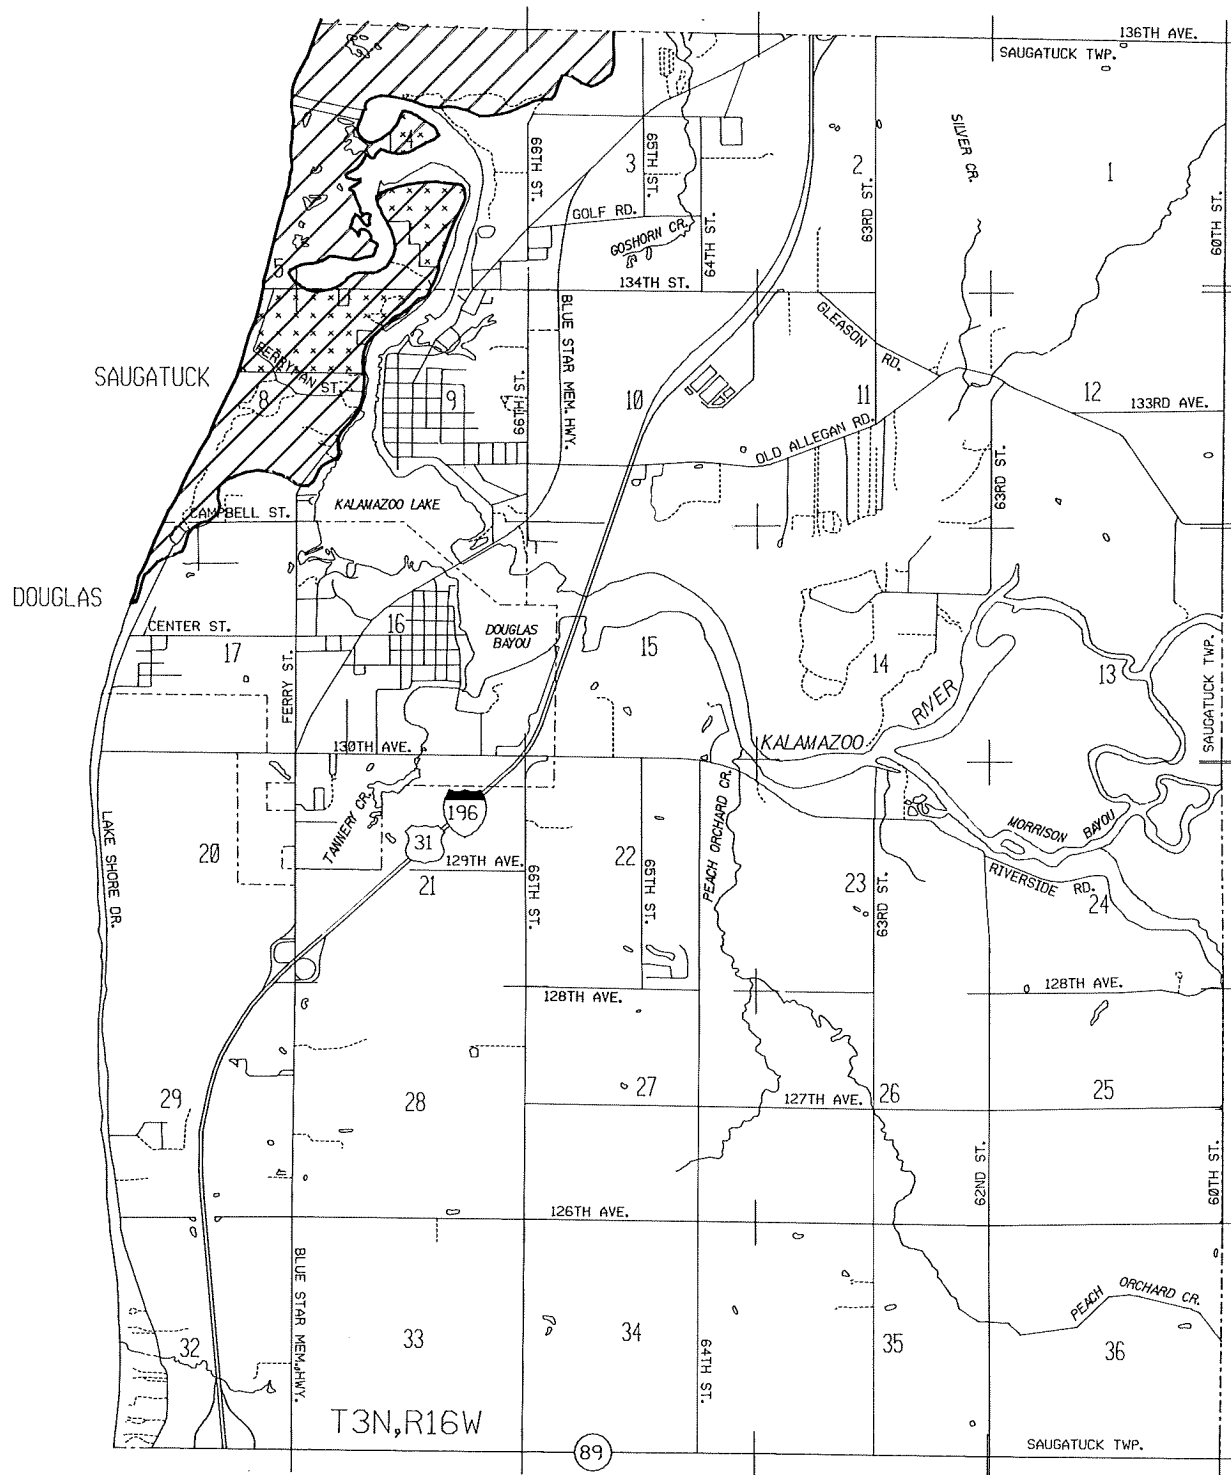 136TH AVE.
SAUGATUCK TWP.
SILVER CR.
4
66TH ST.
3
65TH ST.
2
63RD ST.
1
60TH ST.
GOLF RD.
GOSHORN CR.
64TH ST.
5
134TH ST.
BLUE STAR MEM. HWY.
GLEASON RD.
PERRYMAN ST.
SAUGATUCK
8
9
66TH ST.
10
11
12
133RD AVE.
OLD ALLEGAN RD.
63RD ST.
KALAMAZOO LAKE
CAMPBELL ST.
DOUGLAS
CENTER ST.
17
16
DOUGLAS
BAYOU
15
14
13
FERRY ST.
RIVER
SAUGATUCK TWP.
130TH AVE.
KALAMAZOO
TANNERY CR.
196
31
129TH AVE.
LAKE SHORE DR.
20
21
66TH ST.
22
65TH ST.
PEACH ORCHARD CR.
23
63RD ST.
MORRISON BAYOU
RIVERSIDE RD.
24
128TH AVE.
128TH AVE.
29
28
27
127TH AVE.
26
25
62ND ST.
60TH ST.
126TH AVE.
BLUE STAR MEM. HWY.
PEACH ORCHARD CR.
32
33
34
64TH ST.
35
36
T3N,R16W
89
SAUGATUCK TWP.